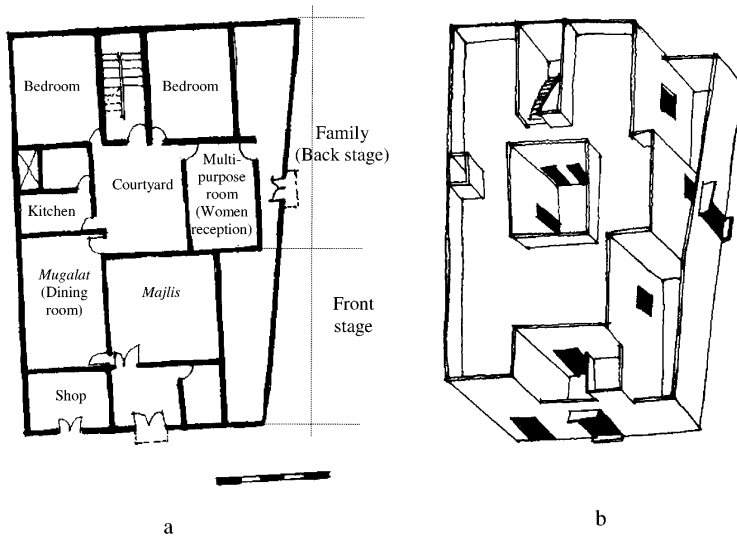 Bedroom
Bedroom
Family
(Back stage)
Multi-
purpose
room
(Women
reception)
Courtyard
Kitchen
Mugalat
(Dining
room)
Majlis
Front
stage
Shop
a
b